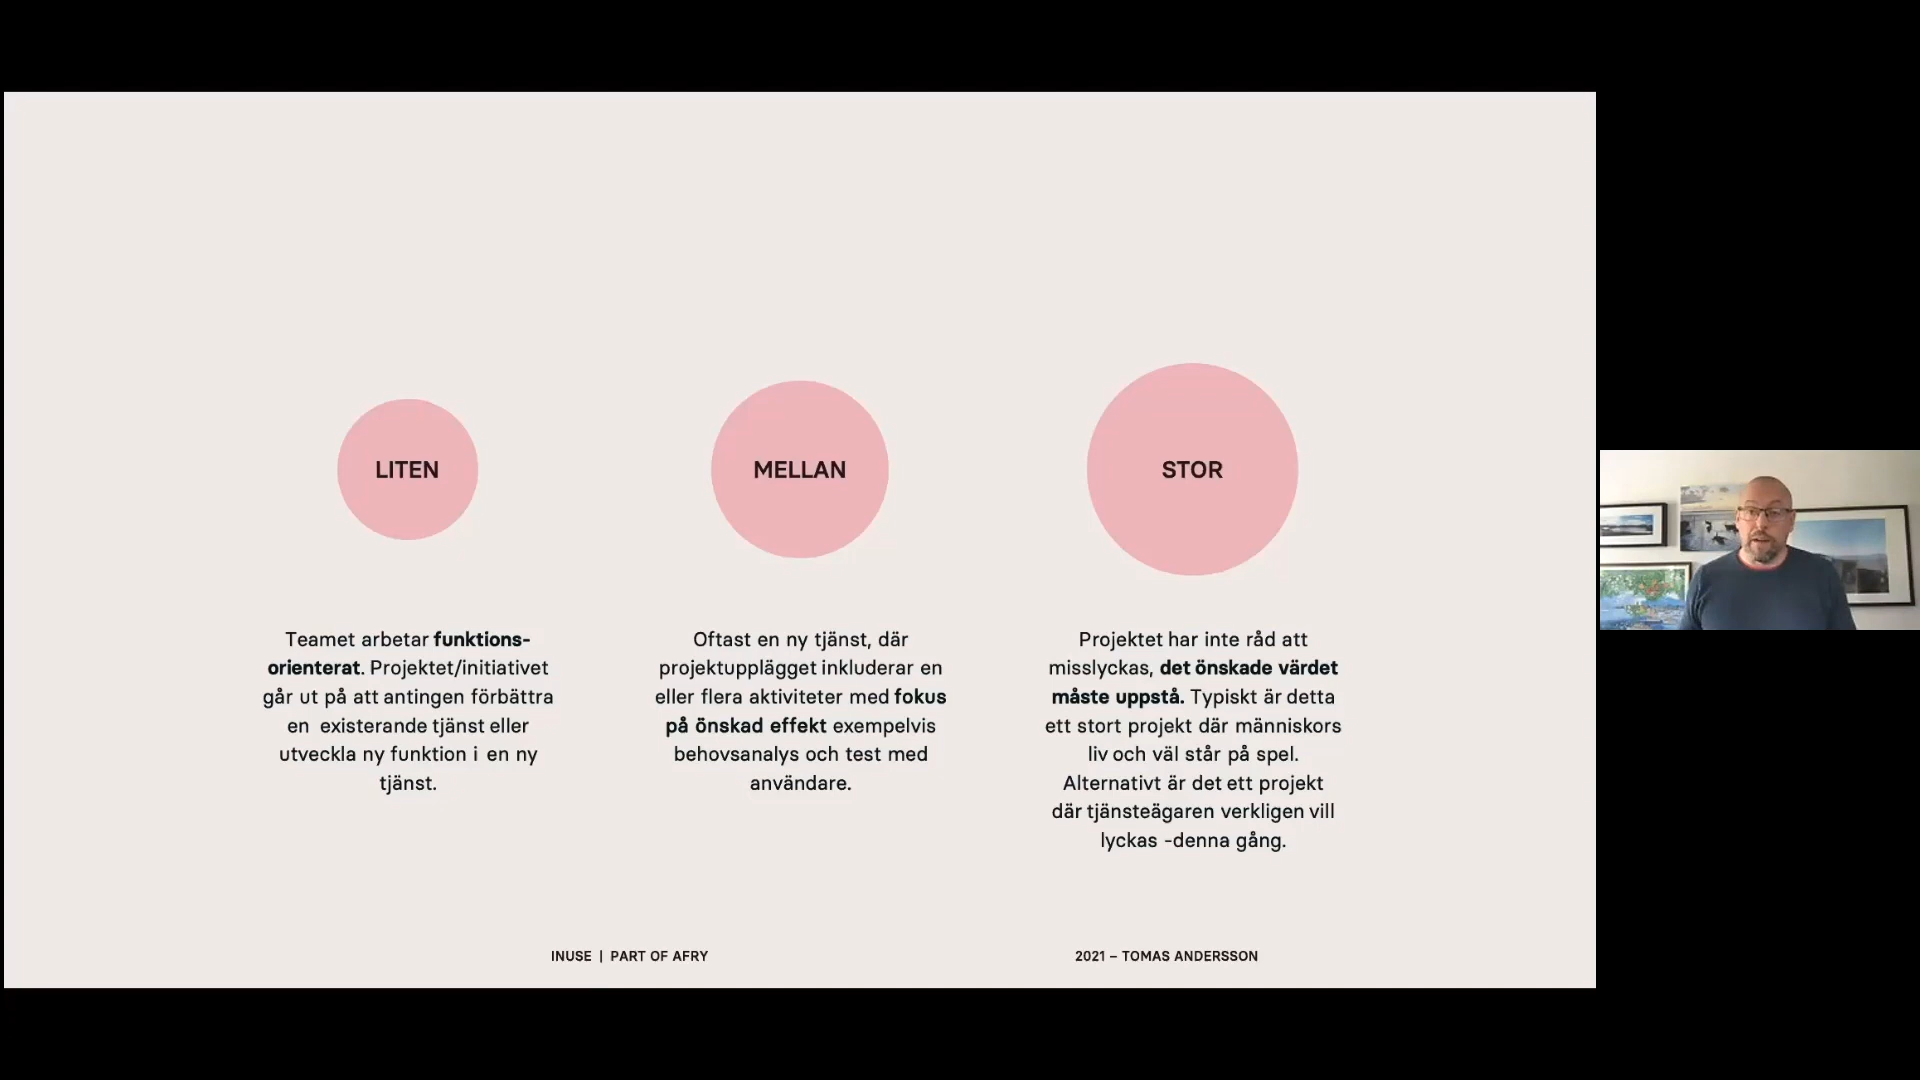 LITEN
MELLAN
STOR
Teamet arbetar funktions-
orienterat. Projektet/initiativet
går ut på att antingen förbättra
en existerande tjänst eller
utveckla ny funktion i en ny
tjänst.
Oftast en ny tjänst, där
projektupplägget inkluderar en
eller flera aktiviteter med fokus
på önskad effekt exempelvis
behovsanalys och test med
användare.
Projektet har inte råd att
misslyckas, det önskade värdet
måste uppstå. Typiskt är detta
ett stort projekt där människors
liv och väl står på spel.
Alternativt är det ett projekt
där tjänsteägaren verkligen vill
lyckas -denna gång.
INUSE | PART OF AFRY
2021 – TOMAS ANDERSSON